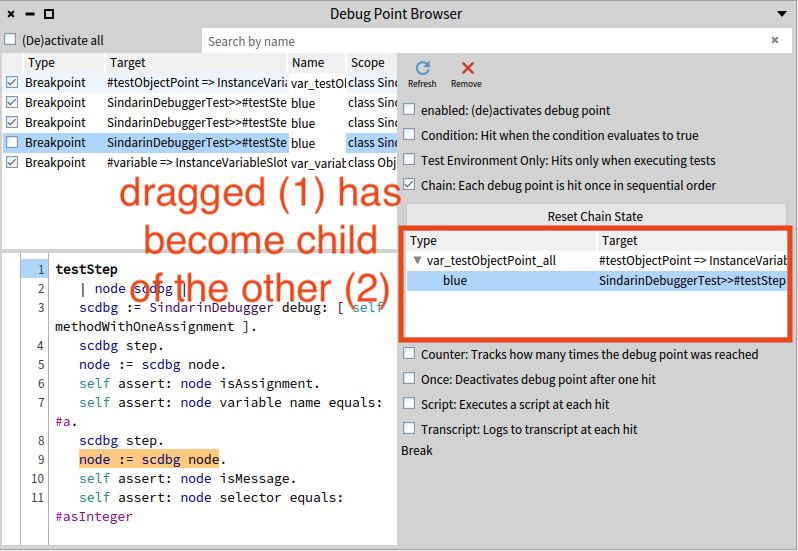 Debug Point Browser
(De)activate all
Search by name
Type Target Name Scope
Breakpoint #testObjectPoint => InstanceVaria var_testOl class Sind
Breakpoint SindarinDebuggerTest>>#testSte blue class Sind
Breakpoint SindarinDebuggerTest>>#testSte blue class Sind
Breakpoint SindarinDebuggerTest>>#testSte blue class Sind
Breakpoint #variable => InstanceVariableSlot var_variab class Obj
dragged (1) has
become child
of the other (2)
Refresh Remove
enabled: (de)activates debug point
Condition: Hit when the condition evaluates to true
Test Environment Only: Hits only when executing tests
Chain: Each debug point is hit once in sequential order
Reset Chain State
Type Target
var_testObjectPoint_all #testObjectPoint => InstanceVariab
blue SindarinDebuggerTest>>#testStep
Counter: Tracks how many times the debug point was reached
Once: Deactivates debug point after one hit
Script: Executes a script at each hit
Transcript: Logs to transcript at each hit
Break
1 testStep
2 | node scdbg |
3 scdbg := SindarinDebugger debug: [ self
methodWithOneAssignment ].
4 scdbg step.
5 node := scdbg node.
6 self assert: node isAssignment.
7 self assert: node variable name equals:
#a.
8 scdbg step.
9 node := scdbg node.
10 self assert: node isMessage.
11 self assert: node selector equals:
#asInteger